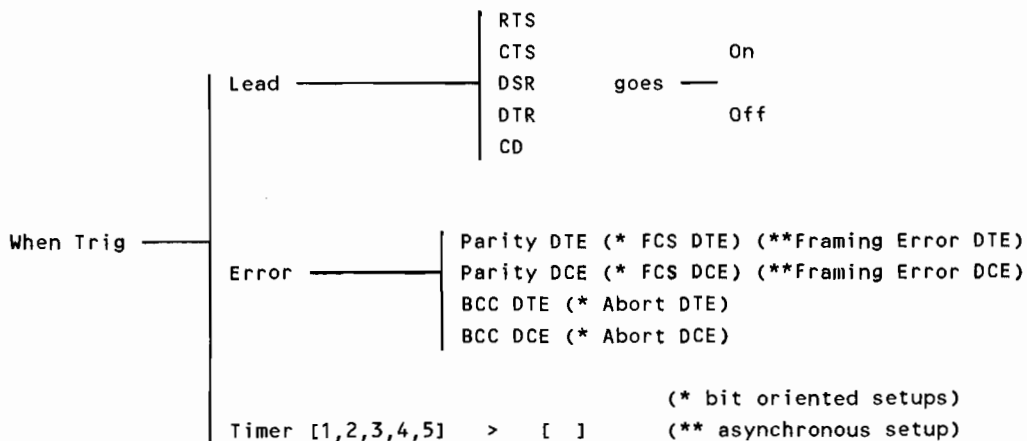 RTS
CTS On
Lead DSR goes
DTR Off
CD
When Trig
Parity DTE (* FCS DTE) (**Framing Error DTE)
Error Parity DCE (* FCS DCE) (**Framing Error DCE)
BCC DTE (* Abort DTE)
BCC DCE (* Abort DCE)
(* bit oriented setups)
Timer [1,2,3,4,5] > [ ] (** asynchronous setup)